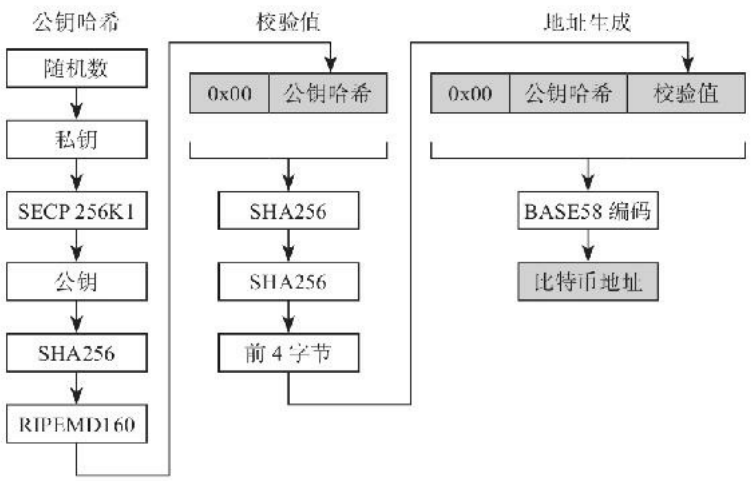 公钥哈希
随机数
私钥
SECP 256K1
公钥
SHA256
RIPEMD160
校验值
0x00 公钥哈希
SHA256
SHA256
前 4 字节
地址生成
0x00 公钥哈希 校验值
BASE58 编码
比特币地址